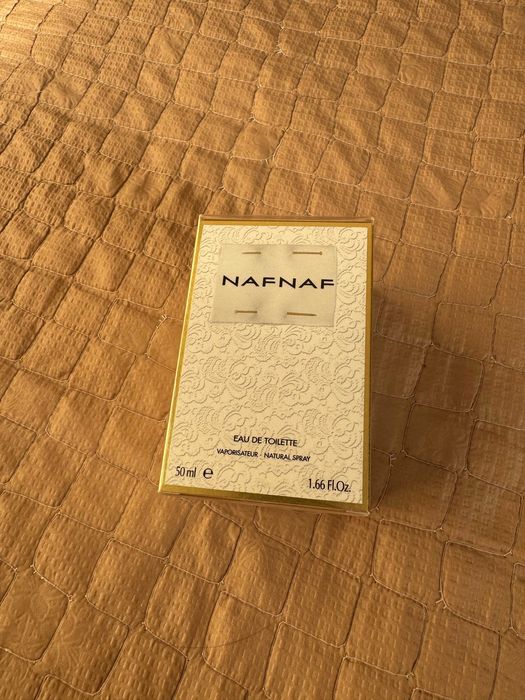 NAFNAF
EAU DE TOILETTE
VAPORISATEUR - NATURAL SPRAY
50 ml e 1.66 Fl.Oz.